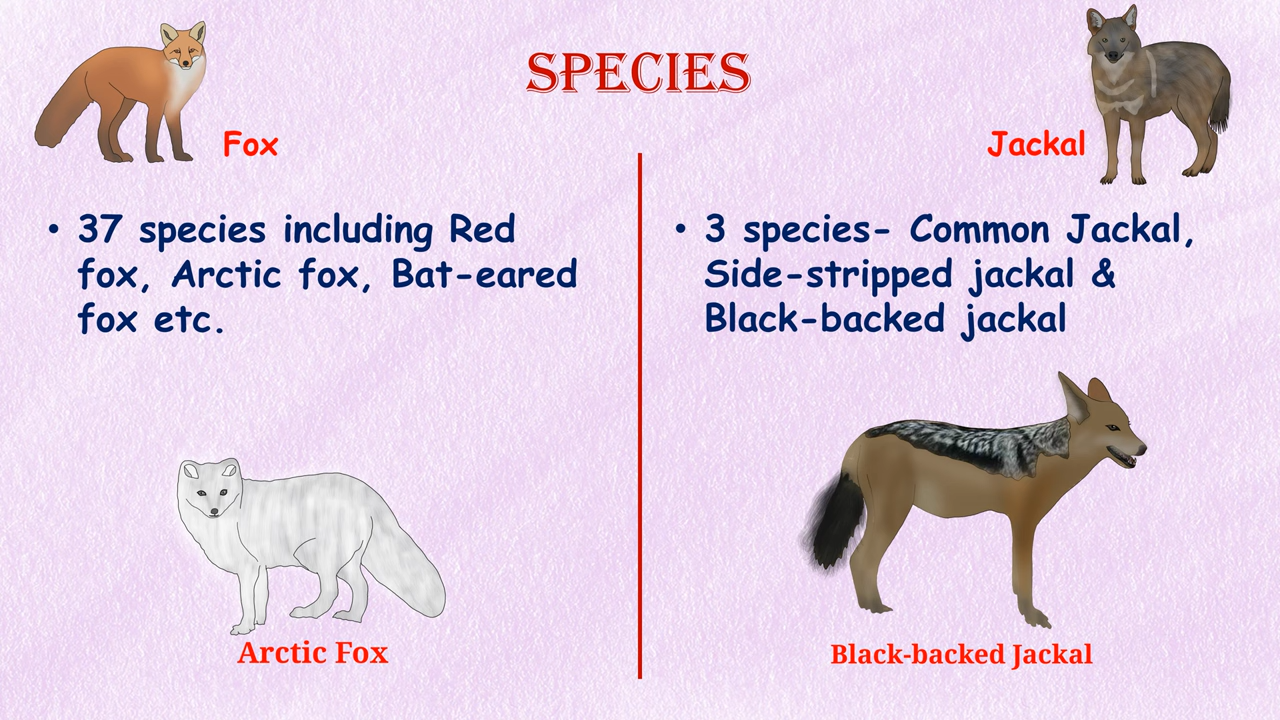 SPECIES
Fox
Jackal
• 37 species including Red
fox, Arctic fox, Bat-eared
fox etc.
• 3 species- Common Jackal,
Side-stripped jackal &
Black-backed jackal
Arctic Fox
Black-backed Jackal